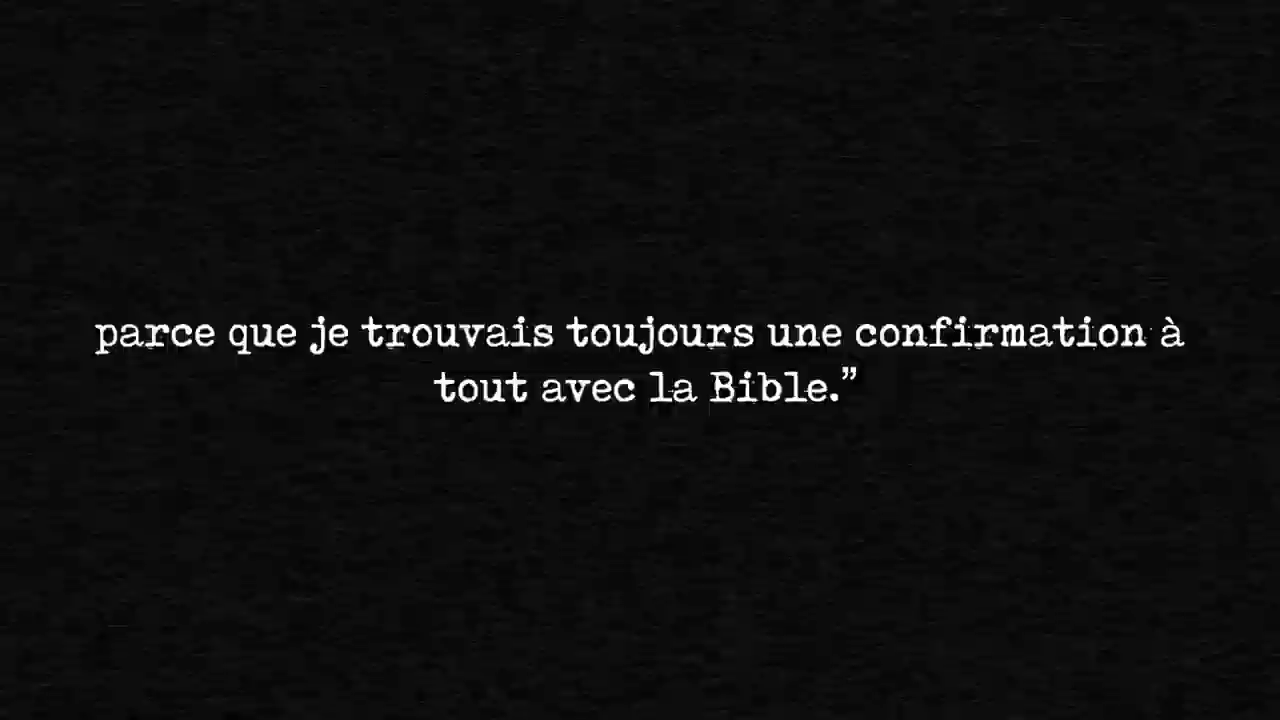 parce que je trouvais toujours une confirmation à
tout avec la Bible.”